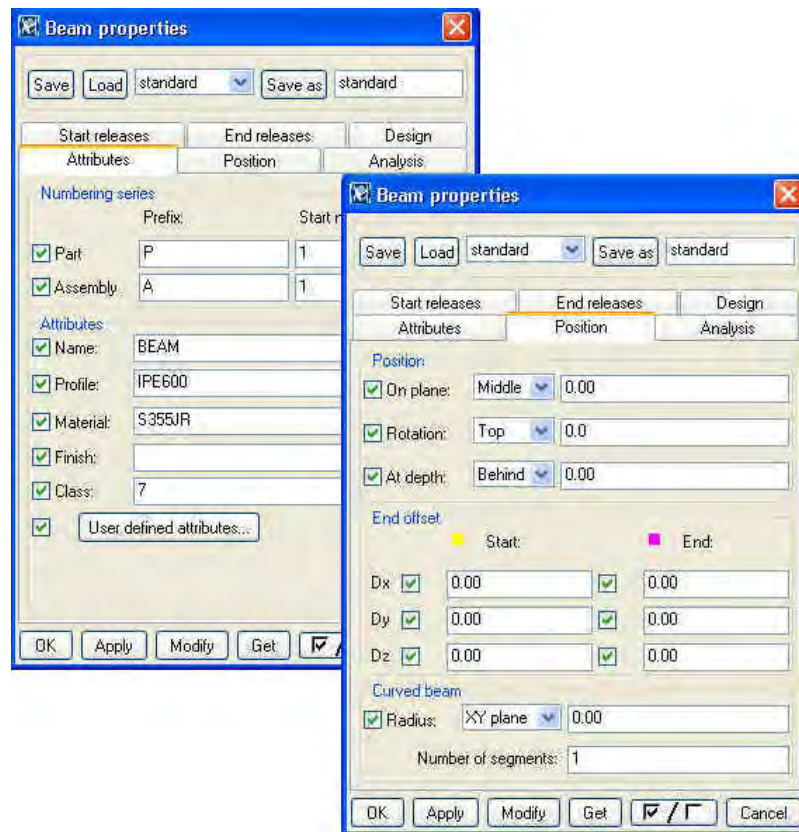 Beam properties
Save Load standard Save as standard
Start releases End releases Design
Attributes Position Analysis
Numbering series
Prefix: Start n
Part P 1
Assembly A 1
Attributes
Name: BEAM
Profile: IPE600
Material: S355JR
Finish:
Class: 7
User defined attributes...
OK Apply Modify Get
Beam properties
Save Load standard Save as standard
Start releases End releases Design
Attributes Position Analysis
Position
On plane: Middle 0.00
Rotation: Top 0.0
At depth: Behind 0.00
End offset
Start: End:
Dx 0.00 0.00
Dy 0.00 0.00
Dz 0.00 0.00
Curved beam
Radius: XY plane 0.00
Number of segments: 1
OK Apply Modify Get / Cancel